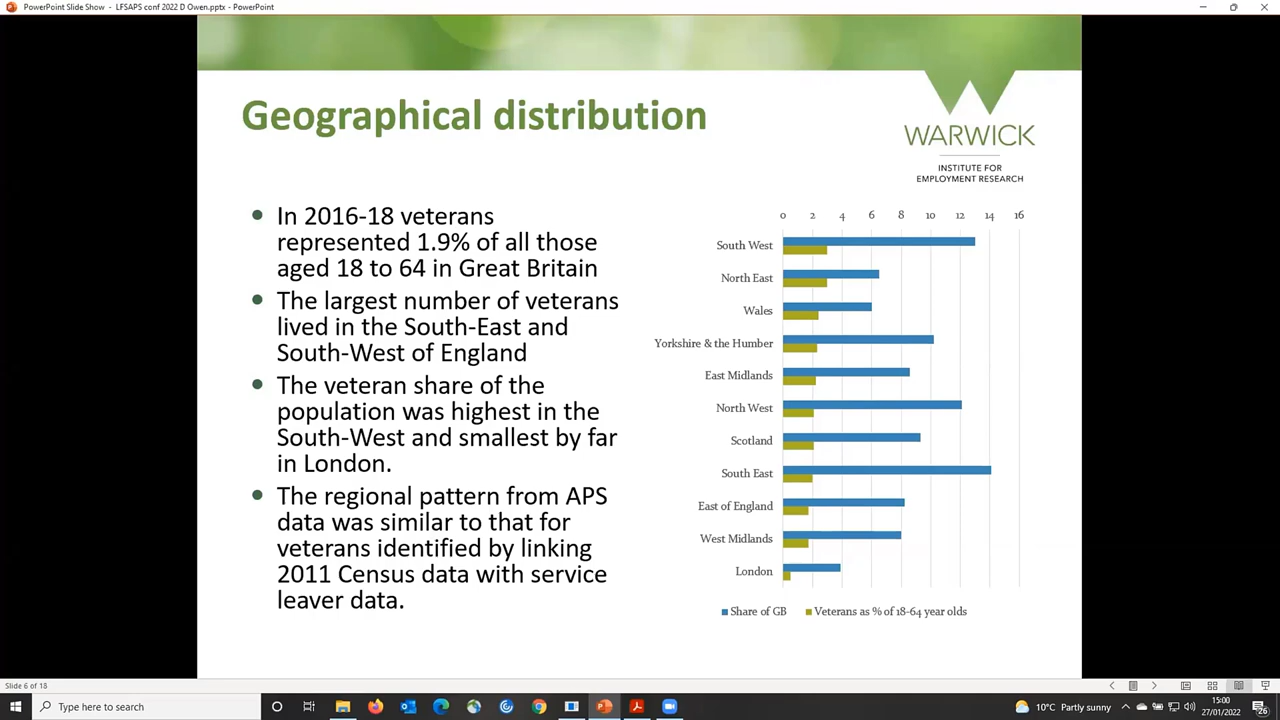 PowerPoint Slide Show - LFSAPS conf 2022 D Owen.pptx - PowerPoint
Geographical distribution
WARWICK
INSTITUTE FOR
EMPLOYMENT RESEARCH
• In 2016-18 veterans
represented 1.9% of all those
aged 18 to 64 in Great Britain
• The largest number of veterans
lived in the South-East and
South-West of England
• The veteran share of the
population was highest in the
South-West and smallest by far
in London.
• The regional pattern from APS
data was similar to that for
veterans identified by linking
2011 Census data with service
leaver data.
0 2 4 6 8 10 12 14 16
South West
North East
Wales
Yorkshire & the Humber
East Midlands
North West
Scotland
South East
East of England
West Midlands
London
Share of GB Veterans as % of 18-64 year olds
Slide 6 of 18
Type here to search
10°C Partly sunny
15:00
27/01/2022
26